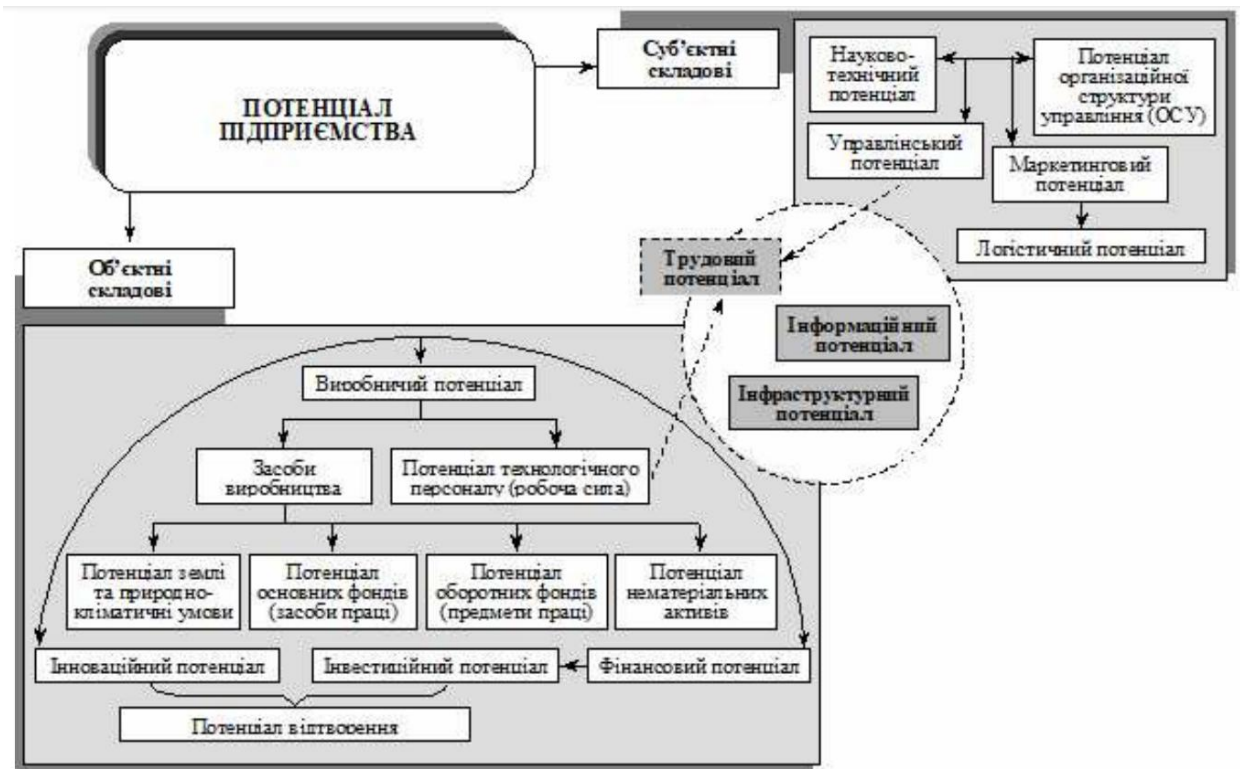 ПОТЕНЦІАЛ
ПІДПРИЄМСТВА
Суб’єктні
складові
Науково-
технічний
потенціал
Потенціал
організаційної
структури
управління (ОСУ)
Управлінський
потенціал
Маркетинговий
потенціал
Логістичний потенціал
Об’єктні
складові
Трудовий
потенціал
Інформаційний
потенціал
Інфраструктурний
потенціал
Виробничий потенціал
Засоби
виробництва
Потенціал технологічного
персоналу (робоча сила)
Потенціал землі
та природно-
кліматичні умови
Потенціал
основних фондів
(засоби праці)
Потенціал
оборотних фондів
(предмети праці)
Потенціал
нематеріальних
активів
Інноваційний потенціал
Інвестиційний потенціал
Фінансовий потенціал
Потенціал відтворення